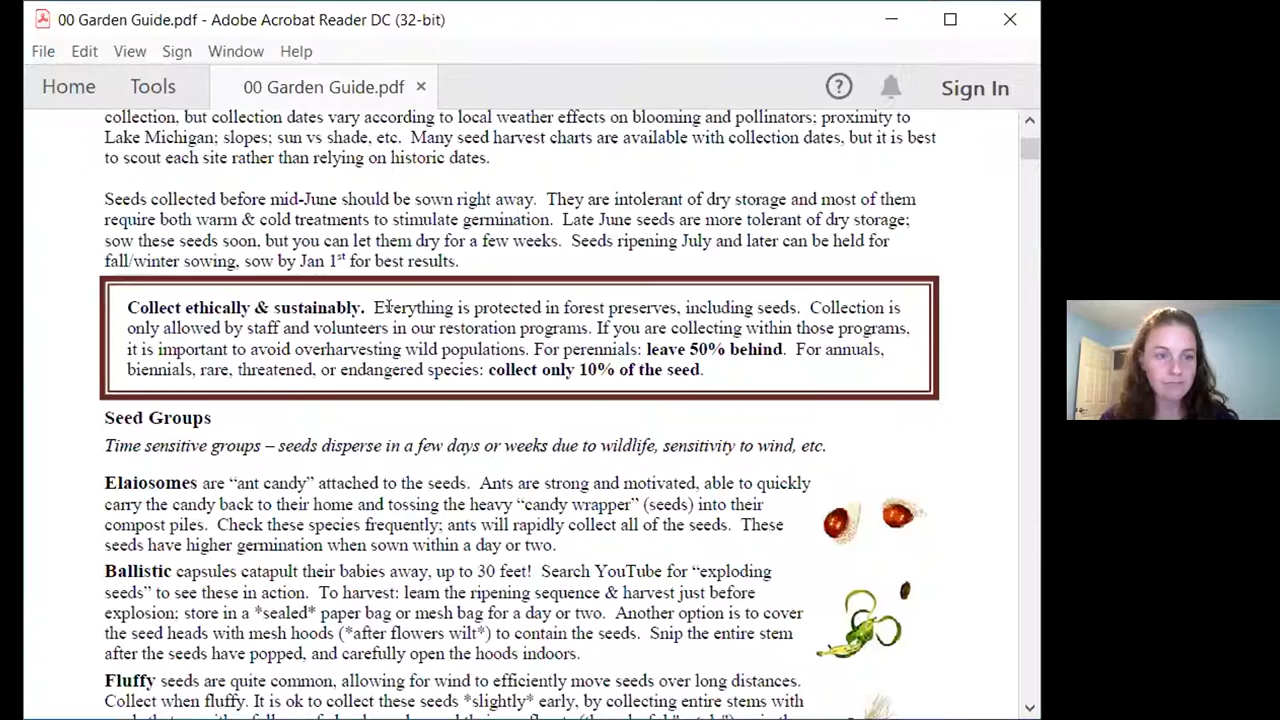 00 Garden Guide.pdf - Adobe Acrobat Reader DC (32-bit)
File Edit View Sign Window Help
Home Tools 00 Garden Guide.pdf × Sign In
collection, but collection dates vary according to local weather effects on blooming and pollinators; proximity to
Lake Michigan; slopes; sun vs shade, etc. Many seed harvest charts are available with collection dates, but it is best
to scout each site rather than relying on historic dates.
Seeds collected before mid-June should be sown right away. They are intolerant of dry storage and most of them
require both warm & cold treatments to stimulate germination. Late June seeds are more tolerant of dry storage;
sow these seeds soon, but you can let them dry for a few weeks. Seeds ripening July and later can be held for
fall/winter sowing, sow by Jan 1st for best results.
Collect ethically & sustainably. Everything is protected in forest preserves, including seeds. Collection is
only allowed by staff and volunteers in our restoration programs. If you are collecting within those programs,
it is important to avoid overharvesting wild populations. For perennials: leave 50% behind. For annuals,
biennials, rare, threatened, or endangered species: collect only 10% of the seed.
Seed Groups
Time sensitive groups – seeds disperse in a few days or weeks due to wildlife, sensitivity to wind, etc.
Elaiosomes are “ant candy” attached to the seeds. Ants are strong and motivated, able to quickly
carry the candy back to their home and tossing the heavy “candy wrapper” (seeds) into their
compost piles. Check these species frequently; ants will rapidly collect all of the seeds. These
seeds have higher germination when sown within a day or two.
Ballistic capsules catapult their babies away, up to 30 feet! Search YouTube for “exploding
seeds” to see these in action. To harvest: learn the ripening sequence & harvest just before
explosion; store in a *sealed* paper bag or mesh bag for a day or two. Another option is to cover
the seed heads with mesh hoods (*after flowers wilt*) to contain the seeds. Snip the entire stem
after the seeds have popped, and carefully open the hoods indoors.
Fluffy seeds are quite common, allowing for wind to efficiently move seeds over long distances.
Collect when fluffy. It is ok to collect these seeds *slightly* early, by collecting entire stems with